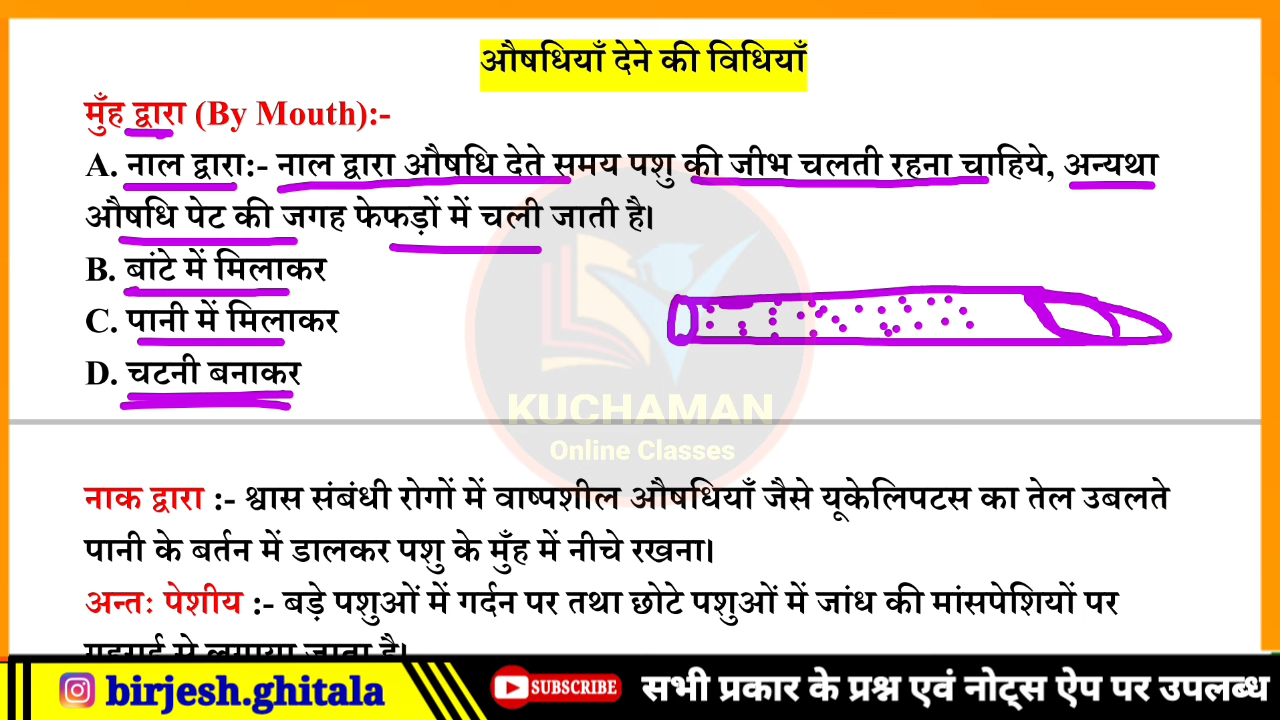 औषधियाँ देने की विधियाँ
मुँह द्वारा (By Mouth):-
A. नाल द्वारा:- नाल द्वारा औषधि देते समय पशु की जीभ चलती रहना चाहिये, अन्यथा
औषधि पेट की जगह फेफड़ों में चली जाती है।
B. बांटे में मिलाकर
C. पानी में मिलाकर
D. चटनी बनाकर
KUCHAMAN
Online Classes
नाक द्वारा :- श्वास संबंधी रोगों में वाष्पशील औषधियाँ जैसे यूकेलिपटस का तेल उबलते
पानी के बर्तन में डालकर पशु के मुँह में नीचे रखना।
अन्तः पेशीय :- बड़े पशुओं में गर्दन पर तथा छोटे पशुओं में जांध की मांसपेशियों पर
गहराई से लगाया जाता है।
birjesh.ghitala
SUBSCRIBE
सभी प्रकार के प्रश्न एवं नोट्स ऐप पर उपलब्ध